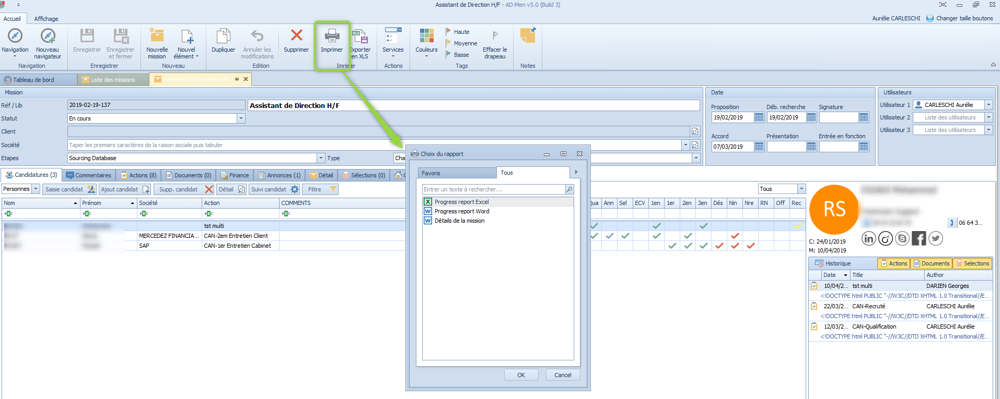 Assistant de Direction H/F - AD-Men v5.0 (Build 3)
Accueil Affichage
Aurélie CARLESCHI Changer taille boutons
Navigation
Nouveau navigateur
Navigation
Enregistrer
Enregistrer et fermer
Enregistrer
Nouvelle mission
Nouvel élément
Nouveau
Dupliquer
Annuler les modifications
Supprimer
Edition
Imprimer
Exporter en XLS
Imrimer
Services
Actions
Couleurs
Haute
Moyenne
Basse
Effacer le drapeau
Tags
Notes
Tableau de bord
Liste des missions
Assistant de Direction H/F
Mission
Réf / Lib 2019-02-19-137 Assistant de Direction H/F
Statut En cours
Client
Société Taper les premiers caractères de la raison sociale puis tabuler
Etapes Sourcing Database Type Cha
Date
Proposition Déb. recherche Signature
19/02/2019 19/02/2019
Accord Présentation Entrée en fonction
07/03/2019
Utilisateurs
Utilisateur 1 CARLESCHI Aurélie
Utilisateur 2 Liste des utilisateurs
Utilisateur 3 Liste des utilisateurs
Candidatures (3) Commentaires Actions (8) Documents (0) Finance Annonces (1) Détail Sélections (0) C
Personnes Saisie candidat Ajout candidat Supp. candidat Détail Suivi candidat Filtre Tous
Nom Prénom Société Action COMMENTS Qua Ann Sel ECV 1en 1er 2en 3en Dés Nin Nre RN Off Rec
ABC ABC ABC ABC ABC
tst multi
MERCEDEZ FINANCIA... CAN-2em Entretien Client
SAP CAN-1er Entretien Cabinet
Choix du rapport
Favoris Tous
Entrer un texte à rechercher...
Progress report Excel
Progress report Word
Détails de la mission
OK Cancel
RS
06 64 3...
C: 24/01/2019
M: 10/04/2019
Historique Actions Documents Selections
Date Title Author
10/04/2... tst multi DARIEN Georges
<!DOCTYPE html PUBLIC "-//W3C//DTD XHTML 1.0 Transitional//E...
22/03/2... CAN-Recruté CARLESCHI Aurélie
<!DOCTYPE html PUBLIC "-//W3C//DTD XHTML 1.0 Transitional//E...
12/03/2... CAN-Qualification CARLESCHI Aurélie
<!DOCTYPE html PUBLIC "-//W3C//DTD XHTML 1.0 Transitional//E...